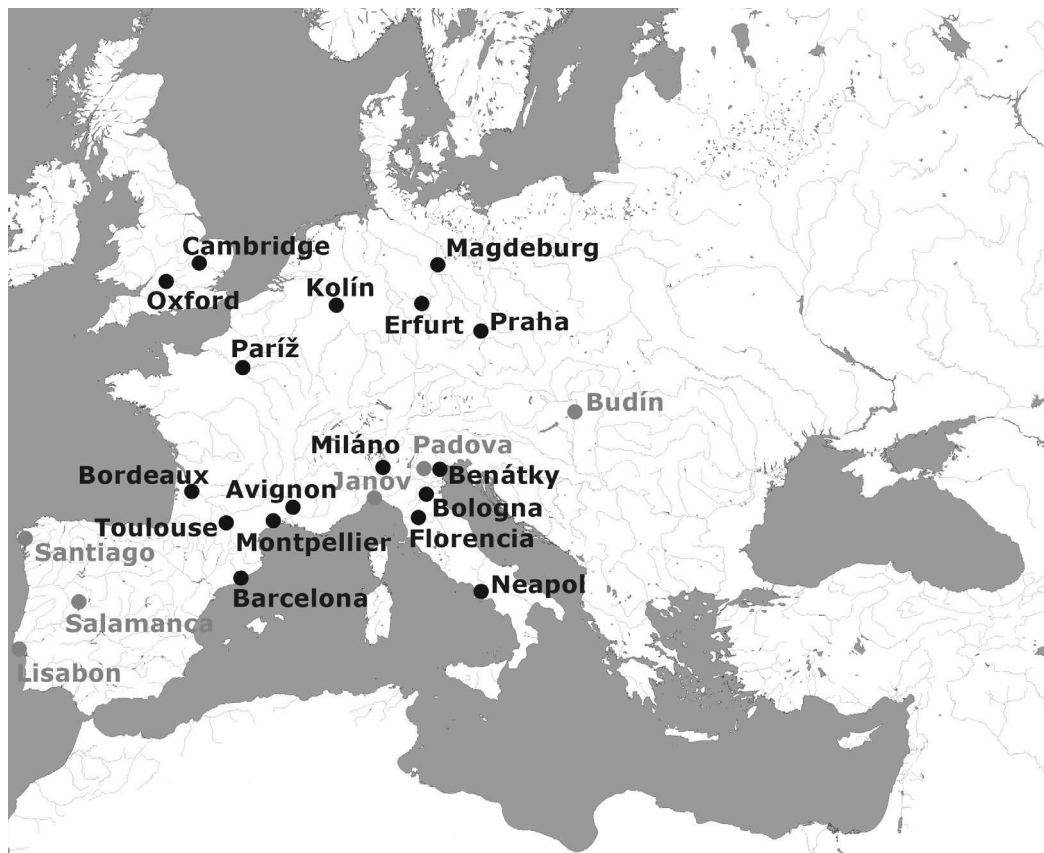 Cambridge
Magdeburg
Kolín
Oxford
Erfurt
Praha
Paríž
Budín
Miláno
Padova
Bordeaux
Janov
Benátky
Avignon
Bologna
Toulouse
Montpellier
Florencia
Santiago
Neapol
Barcelona
Salamanca
Lisabon